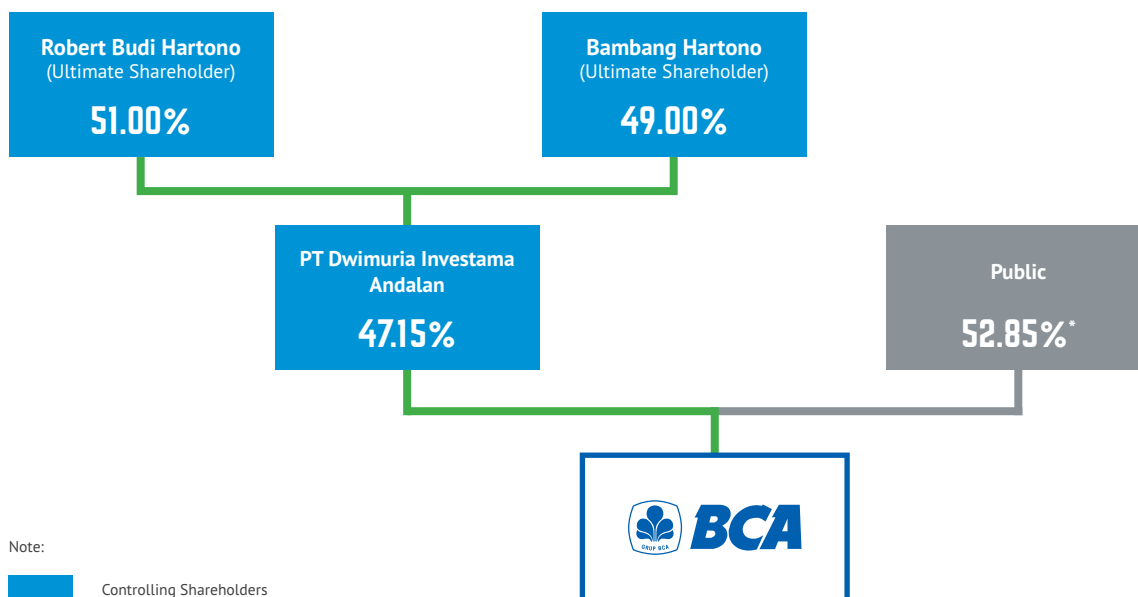 Robert Budi Hartono
(Ultimate Shareholder)
51.00%
Bambang Hartono
(Ultimate Shareholder)
49.00%
PT Dwimuria Investama
Andalan
47.15%
Public
52.85%*
GRUP BCA
BCA
Note:
Controlling Shareholders